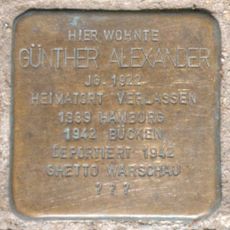 HIER WOHNTE
GÜNTHER ALEXANDER
JG. 1922
HEIMATORT VERLASSEN
1939 HAMBURG
1942 BÜCKEN
DEPORTIERT 1942
GHETTO WARSCHAU
? ? ?